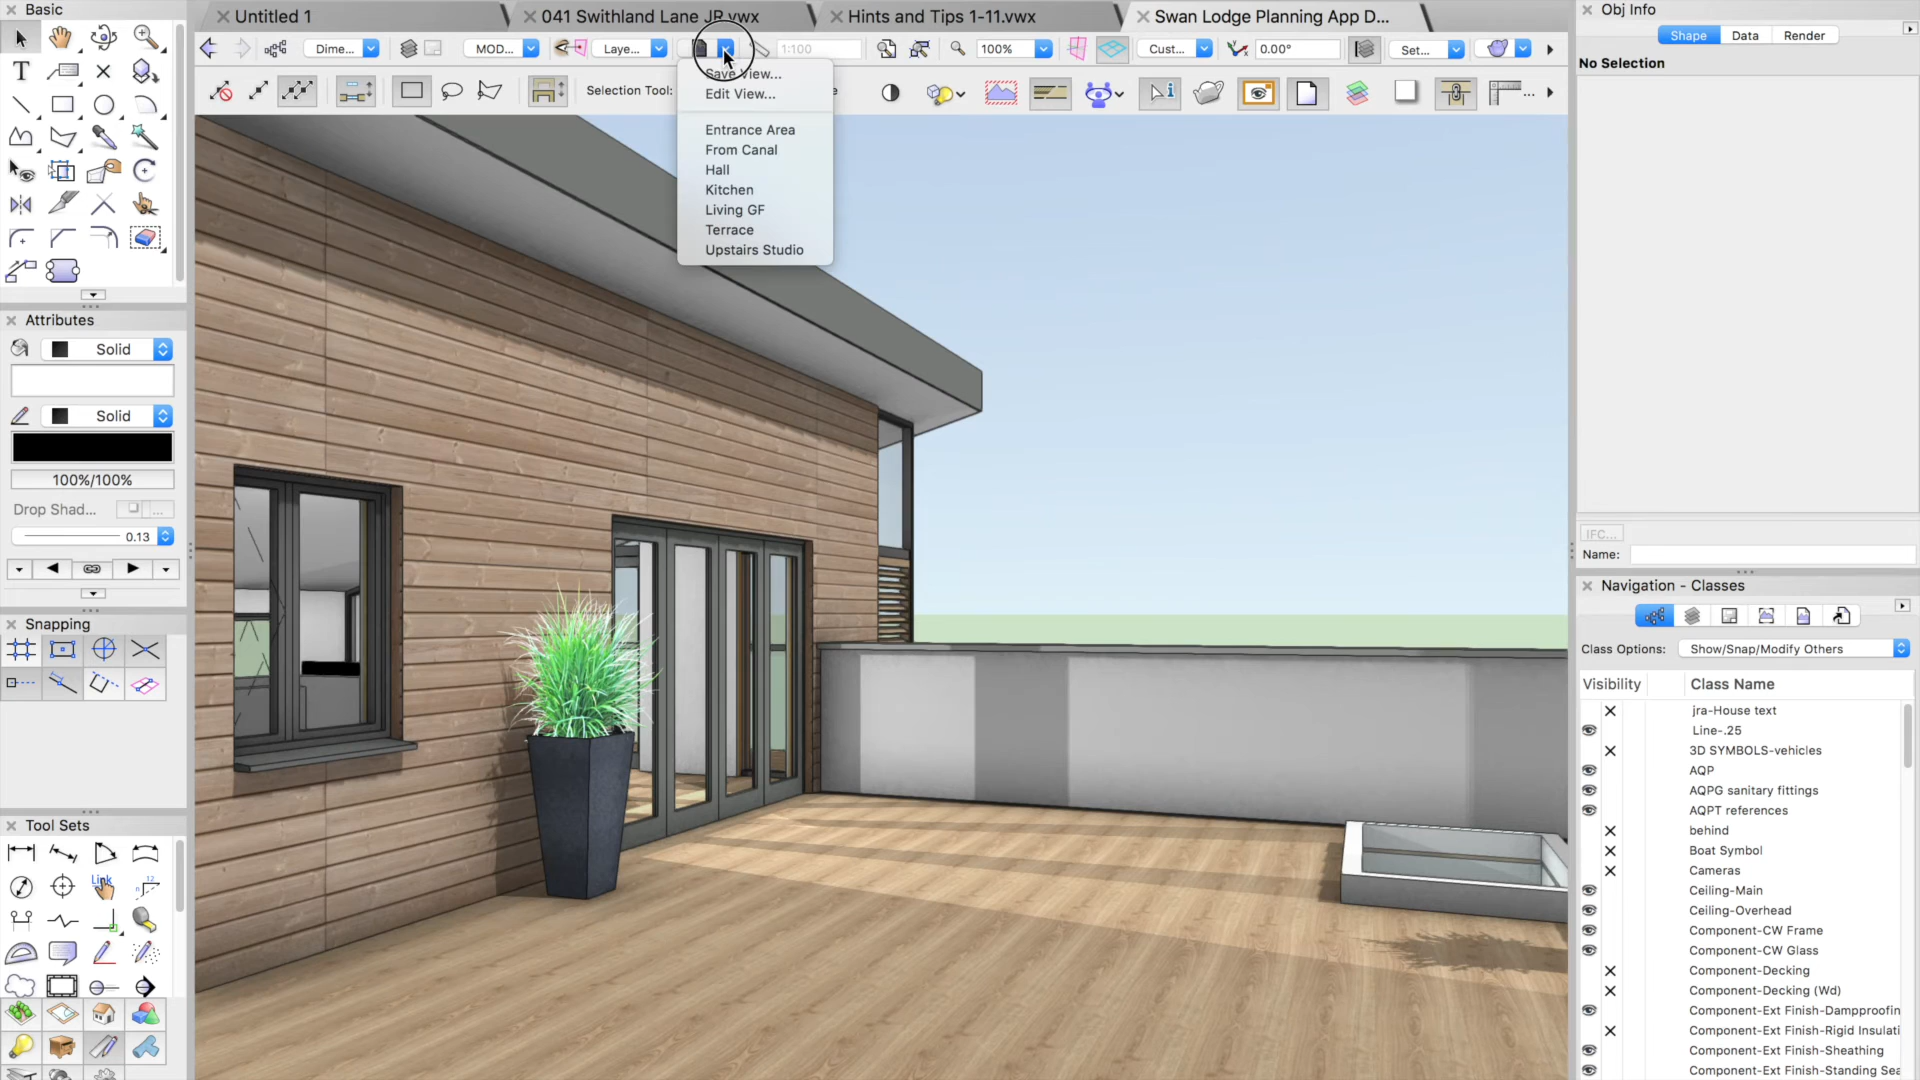 Basic
Untitled 1
041 Swithland Lane JR.vwx
Hints and Tips 1-11.vwx
Swan Lodge Planning App D...
Obj Info
Dime...
MOD...
Laye...
1:100
100%
Cust...
0.00°
Set...
Shape
Data
Render
No Selection
Selection Tool:
Save View...
Edit View...
Entrance Area
From Canal
Hall
Kitchen
Living GF
Terrace
Upstairs Studio
Attributes
Solid
Solid
100%/100%
Drop Shad...
...
0.13
Snapping
Tool Sets
Link
12
IFC...
Name:
Navigation - Classes
Class Options:
Show/Snap/Modify Others
Visibility
Class Name
jra-House text
Line-.25
3D SYMBOLS-vehicles
AQP
AQPG sanitary fittings
AQPT references
behind
Boat Symbol
Cameras
Ceiling-Main
Ceiling-Overhead
Component-CW Frame
Component-CW Glass
Component-Decking
Component-Decking (Wd)
Component-Ext Finish-Dampproofin
Component-Ext Finish-Rigid Insulati
Component-Ext Finish-Sheathing
Component-Ext Finish-Standing Sea